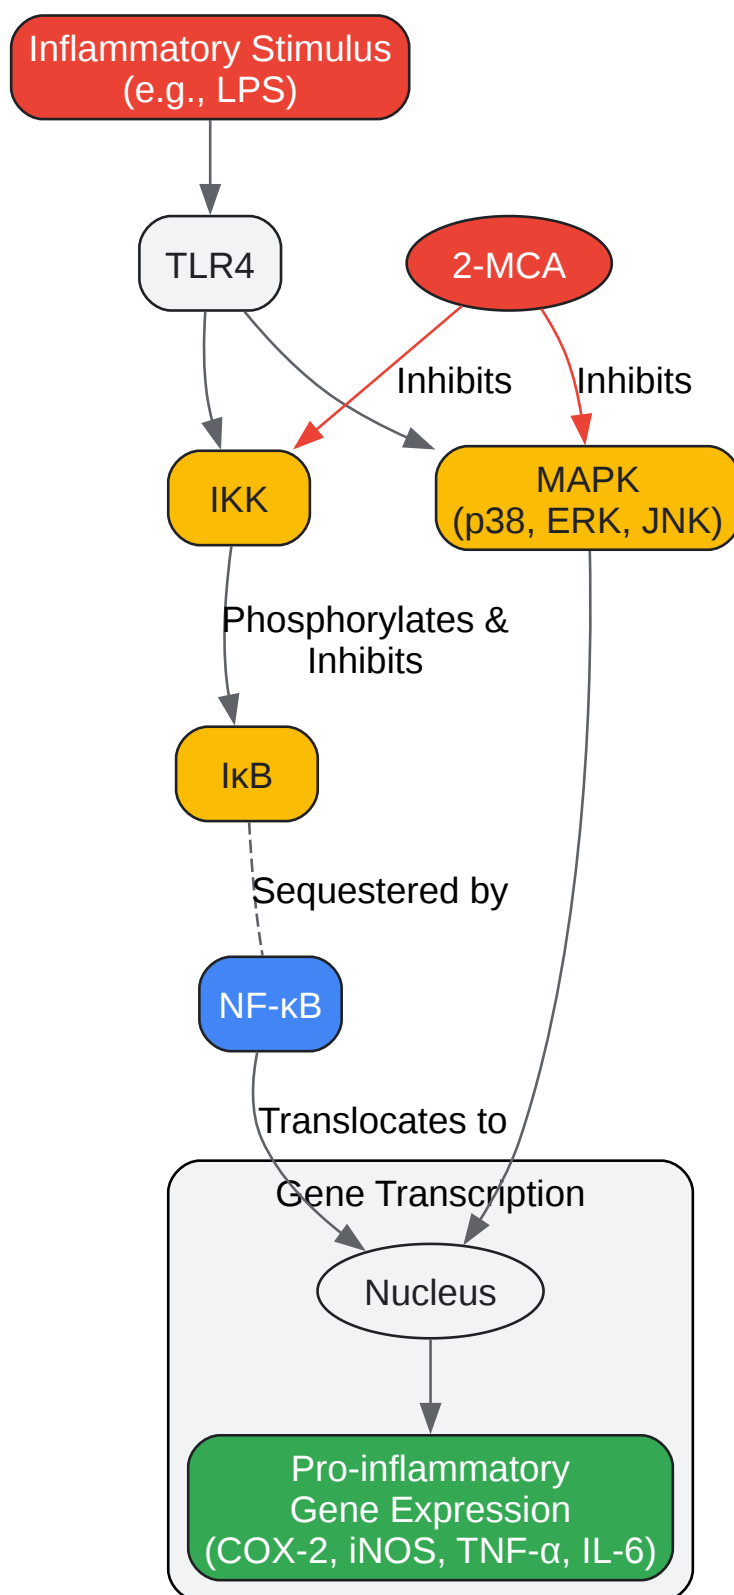 Inflammatory Stimulus
(e.g., LPS)
TLR4
2-MCA
Inhibits
Inhibits
IKK
MAPK
(p38, ERK, JNK)
Phosphorylates &
Inhibits
IκB
Sequestered by
NF-κB
Translocates to
Gene Transcription
Nucleus
Pro-inflammatory
Gene Expression
(COX-2, iNOS, TNF-α, IL-6)